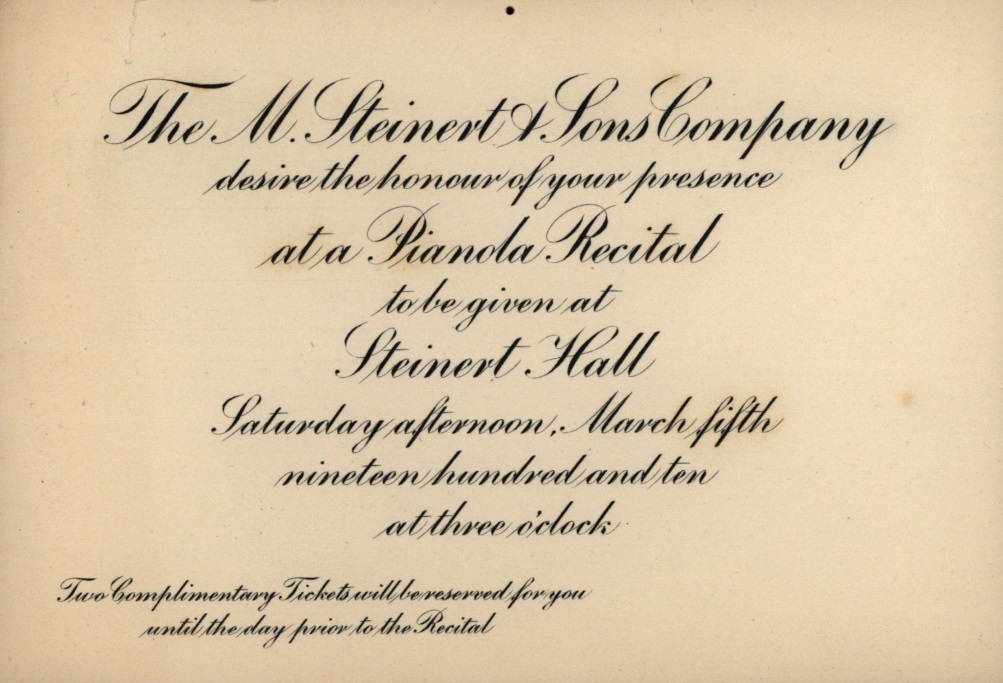 The M. Steinert & Sons Company
desire the honour of your presence
at a Pianola Recital
to be given at
Steinert Hall
Saturday afternoon, March fifth
nineteen hundred and ten
at three o'clock
Two Complimentary Tickets will be reserved for you
until the day prior to the Recital